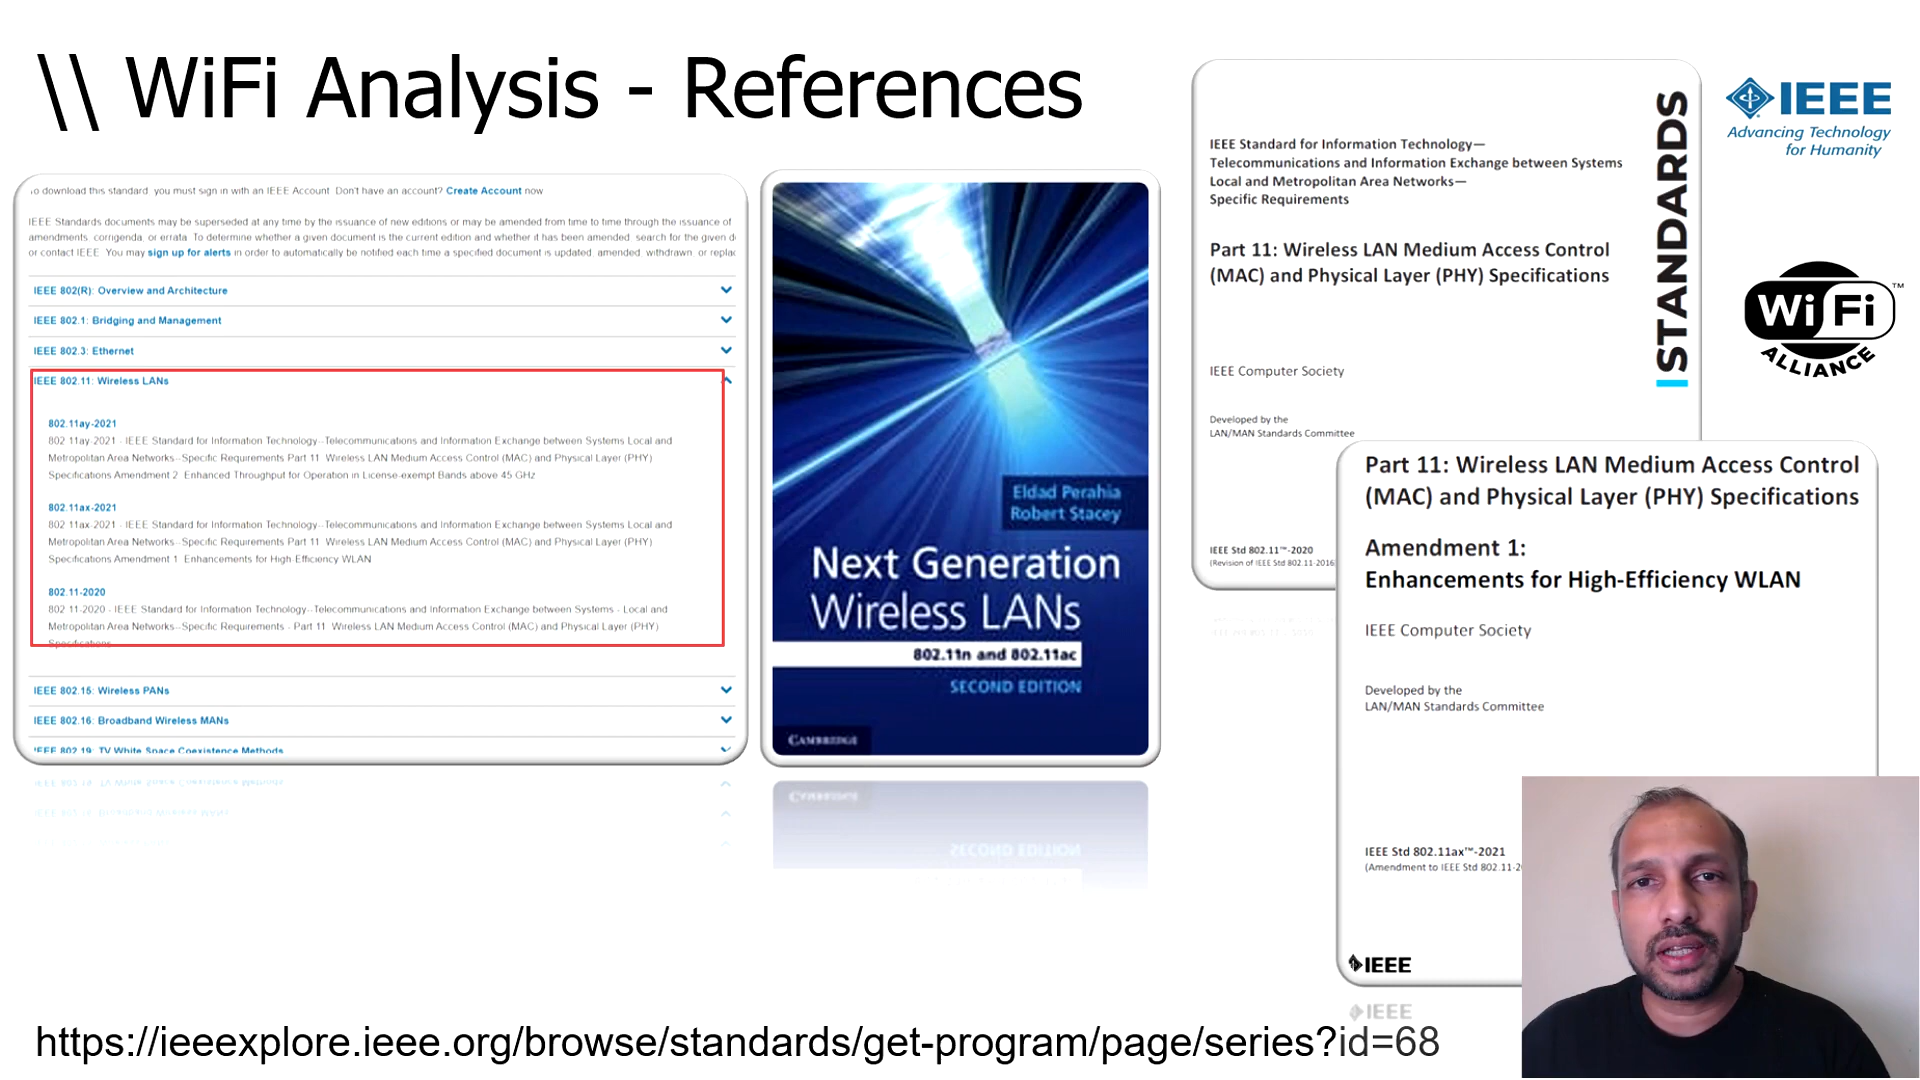 \\ WiFi Analysis - References
To download this standard you must sign in with an IEEE Account Don't have an account? Create Account now
IEEE Standards documents may be superseded at any time by the issuance of new editions or may be amended from time to time through the issuance of
amendments, corrigenda, or errata. To determine whether a given document is the current edition and whether it has been amended search for the given d
or contact IEEE. You may sign up for alerts in order to automatically be notified each time a specified document is updated, amended, withdrawn, or replac
IEEE 802(R): Overview and Architecture
IEEE 802.1: Bridging and Management
IEEE 802.3: Ethernet
IEEE 802.11: Wireless LANs
802.11ay-2021
802 11ay-2021 - IEEE Standard for Information Technology--Telecommunications and Information Exchange between Systems Local and
Metropolitan Area Networks--Specific Requirements Part 11 Wireless LAN Medium Access Control (MAC) and Physical Layer (PHY)
Specifications Amendment 2 Enhanced Throughput for Operation in License-exempt Bands above 45 GHz
802.11ax-2021
802 11ax-2021 - IEEE Standard for Information Technology--Telecommunications and Information Exchange between Systems Local and
Metropolitan Area Networks--Specific Requirements Part 11 Wireless LAN Medium Access Control (MAC) and Physical Layer (PHY)
Specifications Amendment 1 Enhancements for High-Efficiency WLAN
802.11-2020
802 11-2020 - IEEE Standard for Information Technology--Telecommunications and Information Exchange between Systems - Local and
Metropolitan Area Networks--Specific Requirements - Part 11 Wireless LAN Medium Access Control (MAC) and Physical Layer (PHY)
Specifications
IEEE 802.15: Wireless PANs
IEEE 802.16: Broadband Wireless MANs
IEEE 802.19: TV White Space Coexistence Methods
Eldad Perahia
Robert Stacey
Next Generation
Wireless LANs
802.11n and 802.11ac
SECOND EDITION
CAMBRIDGE
IEEE Standard for Information Technology—
Telecommunications and Information Exchange between Systems
Local and Metropolitan Area Networks—
Specific Requirements
Part 11: Wireless LAN Medium Access Control
(MAC) and Physical Layer (PHY) Specifications
IEEE Computer Society
Developed by the
LAN/MAN Standards Committee
IEEE Std 802.11™-2020
(Revision of IEEE Std 802.11-2016
STANDARDS
IEEE
Advancing Technology
for Humanity
WiFi™
ALLIANCE
Part 11: Wireless LAN Medium Access Control
(MAC) and Physical Layer (PHY) Specifications
Amendment 1:
Enhancements for High-Efficiency WLAN
IEEE Computer Society
Developed by the
LAN/MAN Standards Committee
IEEE Std 802.11ax™-2021
(Amendment to IEEE Std 802.11-2
IEEE
https://ieeexplore.ieee.org/browse/standards/get-program/page/series?id=68